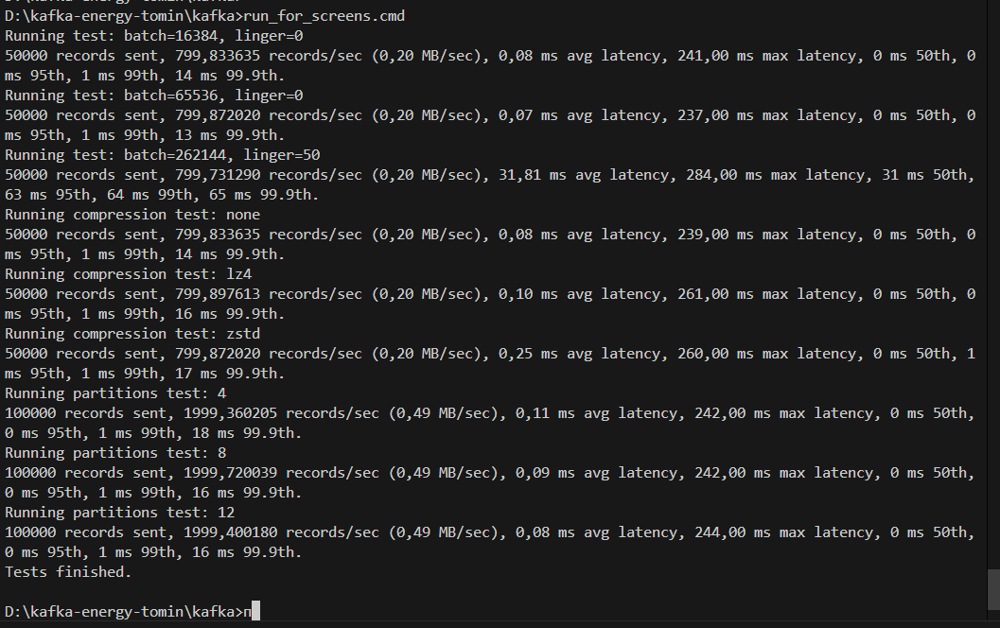 D:\kafka-energy-tomin\kafka>run_for_screens.cmd
Running test: batch=16384, linger=0
50000 records sent, 799,833635 records/sec (0,20 MB/sec), 0,08 ms avg latency, 241,00 ms max latency, 0 ms 50th, 0
ms 95th, 1 ms 99th, 14 ms 99.9th.
Running test: batch=65536, linger=0
50000 records sent, 799,872020 records/sec (0,20 MB/sec), 0,07 ms avg latency, 237,00 ms max latency, 0 ms 50th, 0
ms 95th, 1 ms 99th, 13 ms 99.9th.
Running test: batch=262144, linger=50
50000 records sent, 799,731290 records/sec (0,20 MB/sec), 31,81 ms avg latency, 284,00 ms max latency, 31 ms 50th,
63 ms 95th, 64 ms 99th, 65 ms 99.9th.
Running compression test: none
50000 records sent, 799,833635 records/sec (0,20 MB/sec), 0,08 ms avg latency, 239,00 ms max latency, 0 ms 50th, 0
ms 95th, 1 ms 99th, 14 ms 99.9th.
Running compression test: lz4
50000 records sent, 799,897613 records/sec (0,20 MB/sec), 0,10 ms avg latency, 261,00 ms max latency, 0 ms 50th, 0
ms 95th, 1 ms 99th, 16 ms 99.9th.
Running compression test: zstd
50000 records sent, 799,872020 records/sec (0,20 MB/sec), 0,25 ms avg latency, 260,00 ms max latency, 0 ms 50th, 1
ms 95th, 1 ms 99th, 17 ms 99.9th.
Running partitions test: 4
100000 records sent, 1999,360205 records/sec (0,49 MB/sec), 0,11 ms avg latency, 242,00 ms max latency, 0 ms 50th,
0 ms 95th, 1 ms 99th, 18 ms 99.9th.
Running partitions test: 8
100000 records sent, 1999,720039 records/sec (0,49 MB/sec), 0,09 ms avg latency, 242,00 ms max latency, 0 ms 50th,
0 ms 95th, 1 ms 99th, 16 ms 99.9th.
Running partitions test: 12
100000 records sent, 1999,400180 records/sec (0,49 MB/sec), 0,08 ms avg latency, 244,00 ms max latency, 0 ms 50th,
0 ms 95th, 1 ms 99th, 16 ms 99.9th.
Tests finished.
D:\kafka-energy-tomin\kafka>п